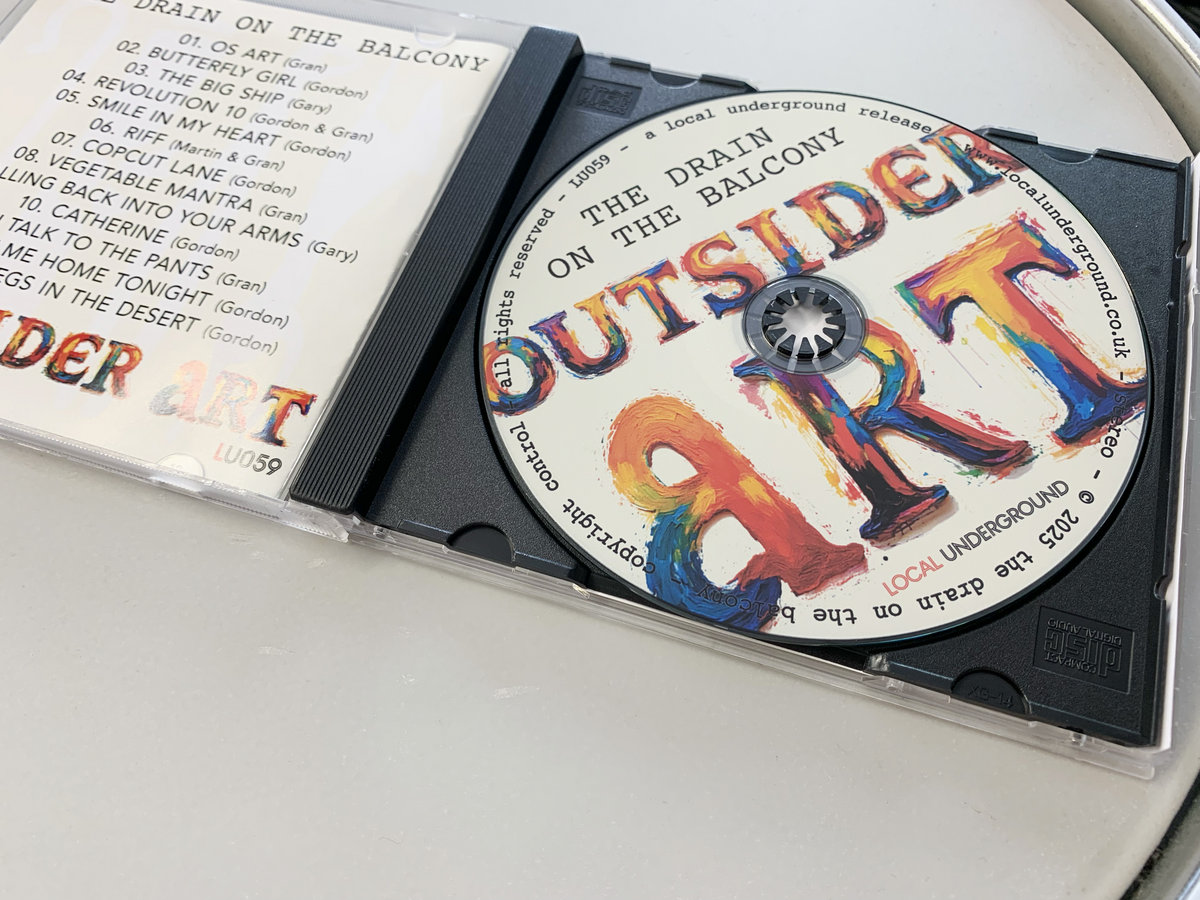 DRAIN ON THE BALCONY
01. OS ART (Gran)
02. BUTTERFLY GIRL (Gordon)
03. THE BIG SHIP (Gary)
04. REVOLUTION 10 (Gordon & Gran)
05. SMILE IN MY HEART (Gordon)
06. RIFF (Martin & Gran)
07. COPCUT LANE (Gordon)
08. VEGETABLE MANTRA (Gran)
LLING BACK INTO YOUR ARMS (Gary)
10. CATHERINE (Gordon)
TALK TO THE PANTS (Gran)
ME HOME TONIGHT (Gordon)
EGS IN THE DESERT (Gordon)
IDER ART
LU059
all rights reserved - LU059 - a local underground release
www.localunderground.co.uk - stereo - © 2025 the drain on the balcony - copyright control -
THE DRAIN
ON THE BALCONY
OUTSIDER
ART
LOCAL UNDERGROUND
disc
COMPACT
disc
DIGITAL AUDIO